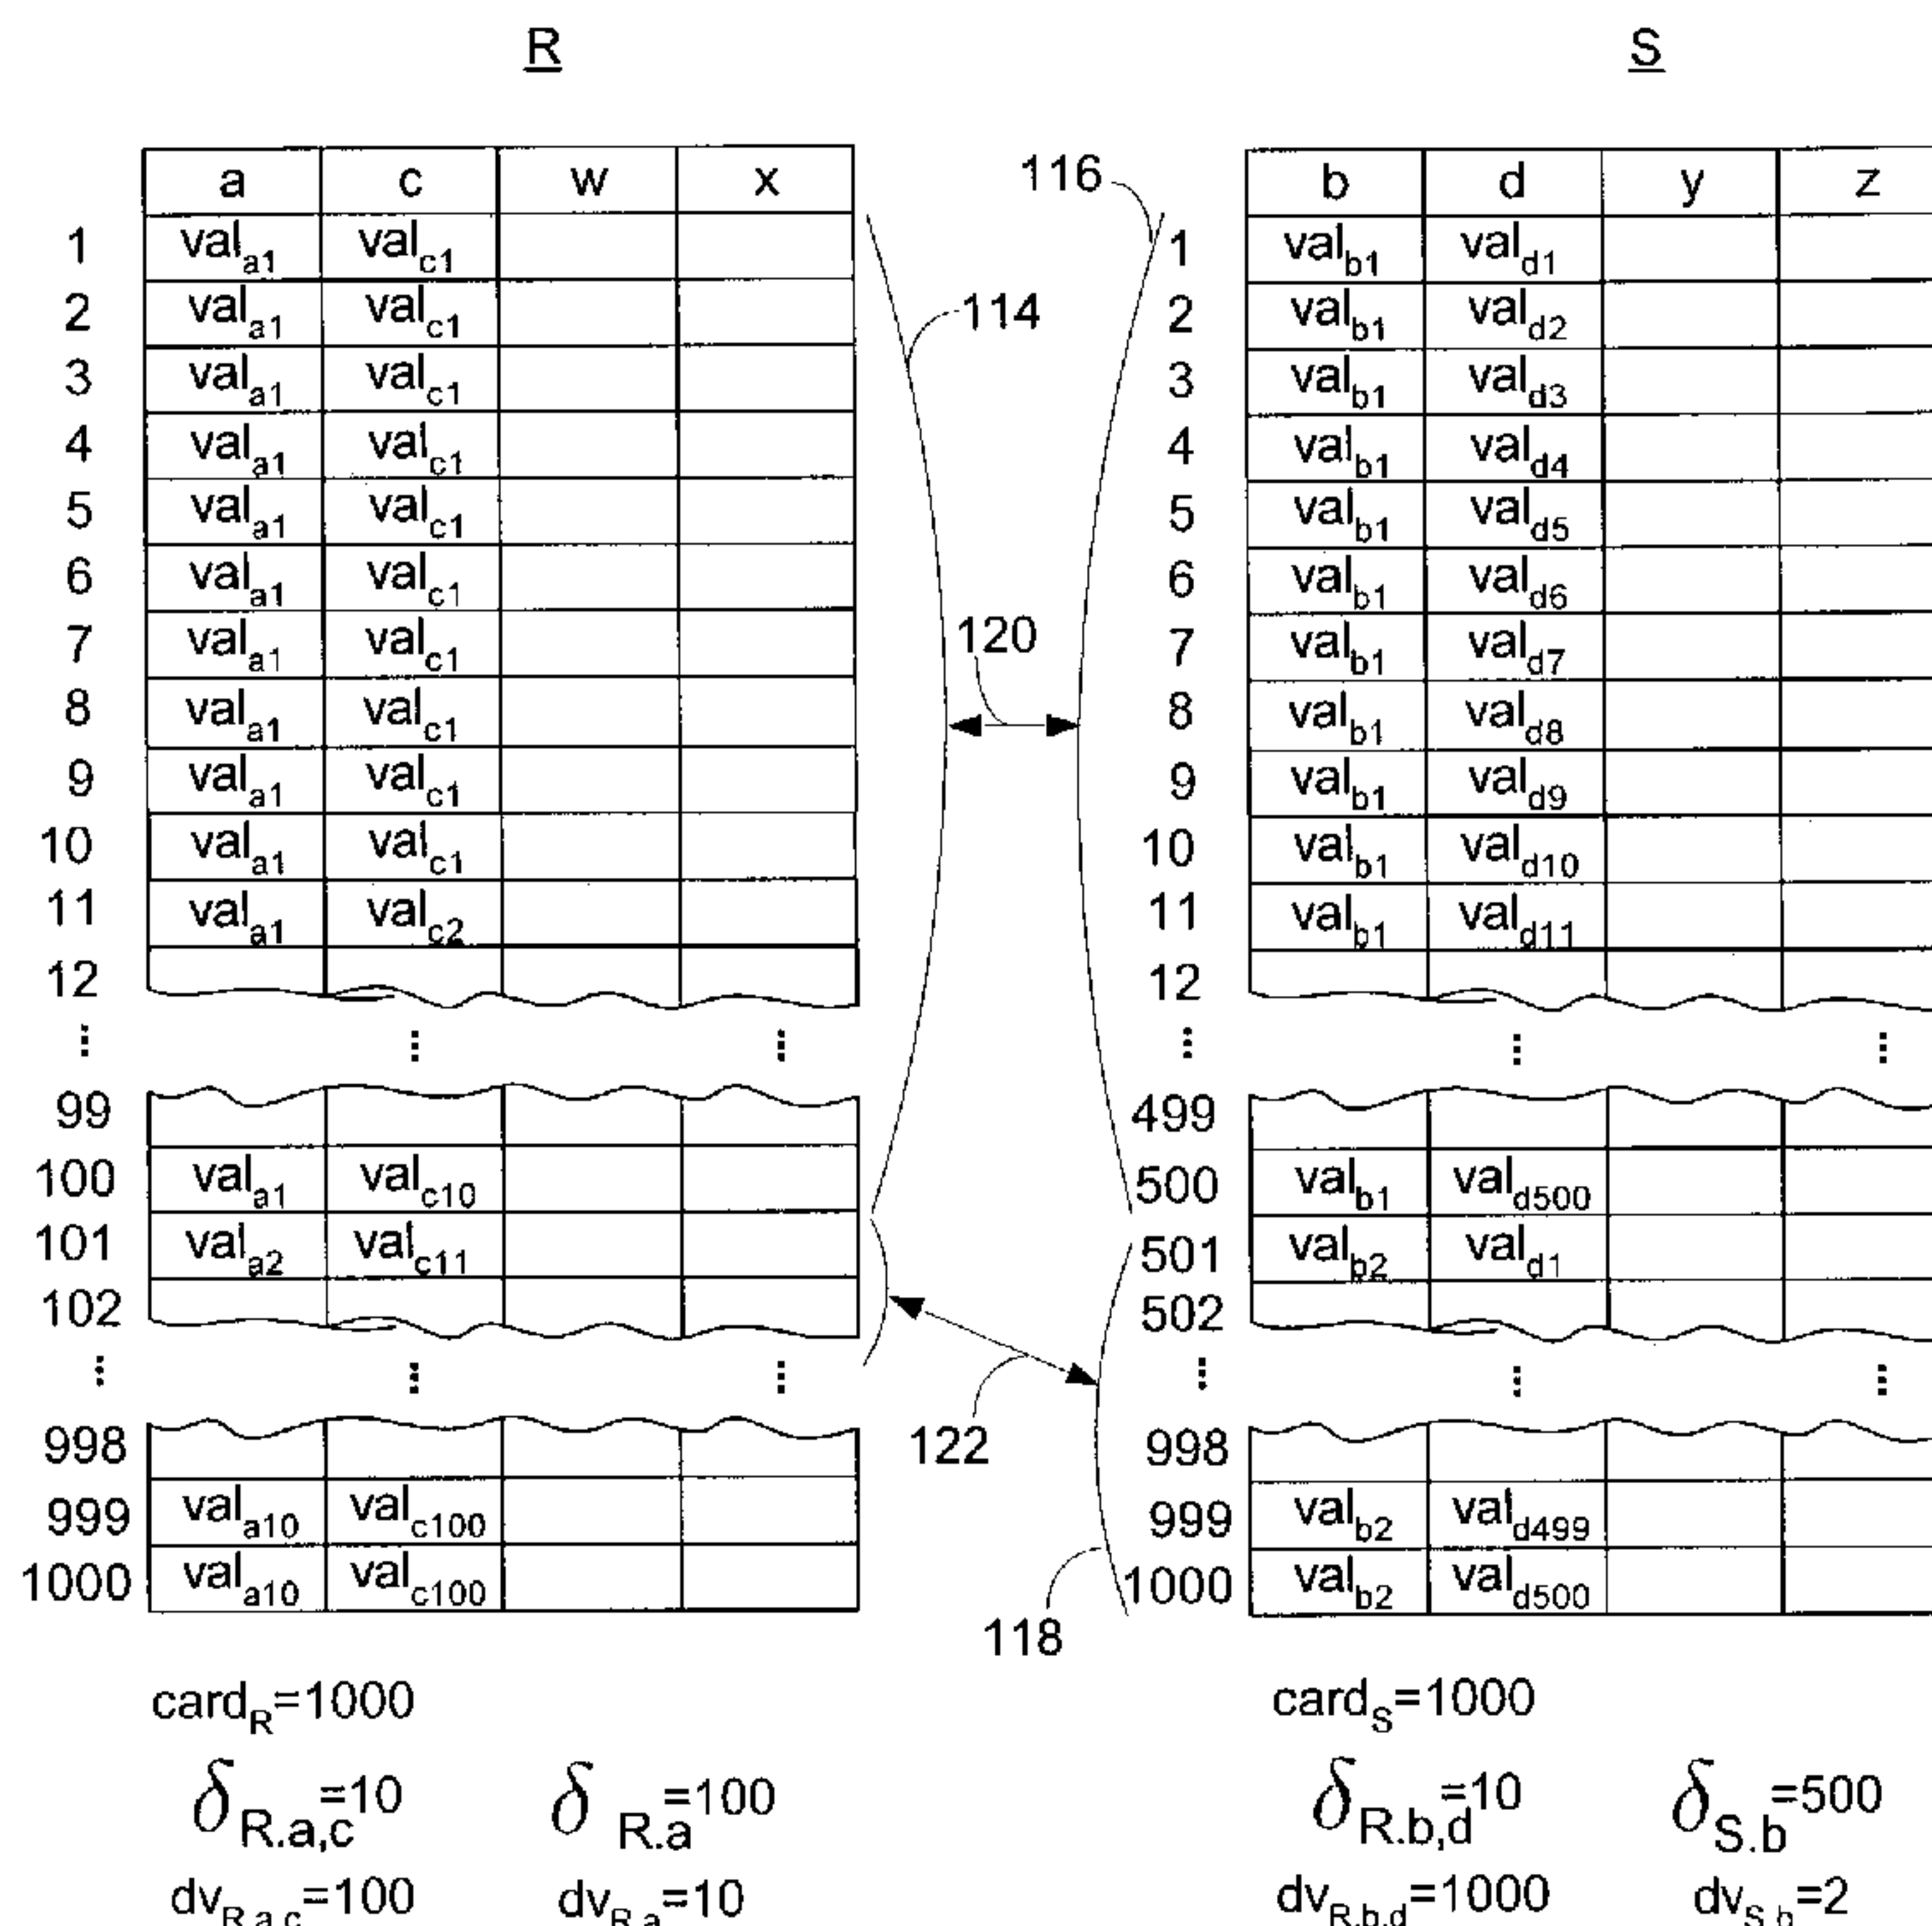 R S
a c w x 116 b d y z
1 val_a1 val_c1 1 val_b1 val_d1
2 val_a1 val_c1 114 2 val_b1 val_d2
3 val_a1 val_c1 3 val_b1 val_d3
4 val_a1 val_c1 4 val_b1 val_d4
5 val_a1 val_c1 5 val_b1 val_d5
6 val_a1 val_c1 6 val_b1 val_d6
7 val_a1 val_c1 120 7 val_b1 val_d7
8 val_a1 val_c1 8 val_b1 val_d8
9 val_a1 val_c1 9 val_b1 val_d9
10 val_a1 val_c1 10 val_b1 val_d10
11 val_a1 val_c2 11 val_b1 val_d11
12 12
⋮ ⋮ ⋮ ⋮ ⋮ ⋮
99 499
100 val_a1 val_c10 500 val_b1 val_d500
101 val_a2 val_c11 501 val_b2 val_d1
102 502
⋮ ⋮ ⋮ ⋮ ⋮ ⋮
998 122 998
999 val_a10 val_c100 999 val_b2 val_d499
1000 val_a10 val_c100 1000 val_b2 val_d500
118
card_R=1000 card_S=1000
δ_R.a,c=10 δ_R.a=100 δ_R.b,d=10 δ_S.b=500
dv_R.a,c=100 dv_R.a=10 dv_R.b,d=1000 dv_S.b=2